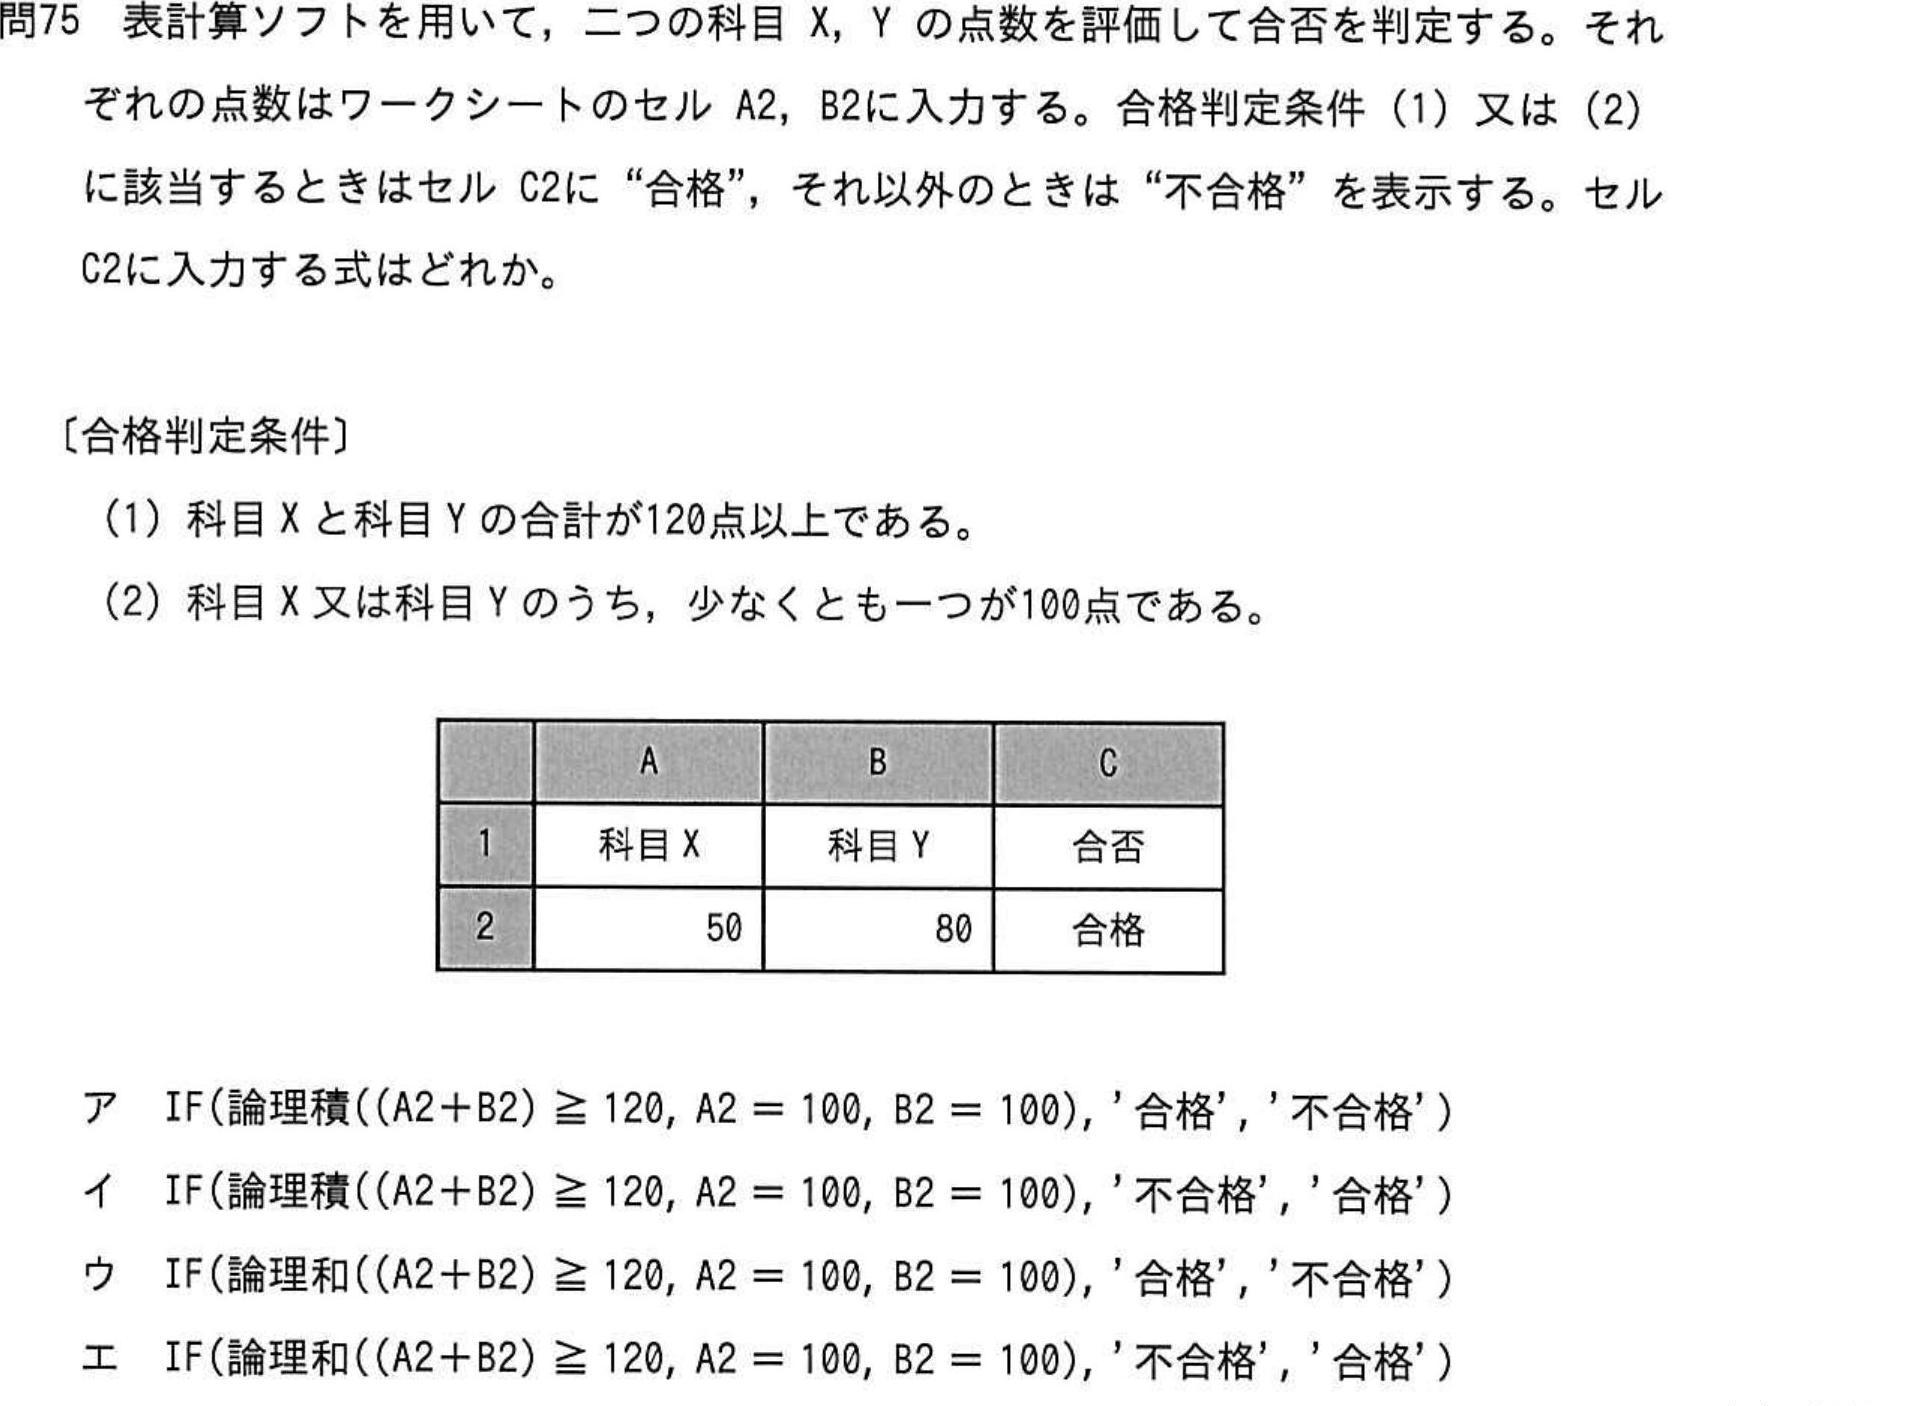 問75 表計算ソフトを用いて，二つの科目 X，Y の点数を評価して合否を判定する。それ
ぞれの点数はワークシートのセル A2，B2に入力する。合格判定条件（1）又は（2）
に該当するときはセル C2に“合格”，それ以外のときは“不合格”を表示する。セル
C2に入力する式はどれか。
〔合格判定条件〕
（1）科目 X と科目 Y の合計が120点以上である。
（2）科目 X 又は科目 Y のうち，少なくとも一つが100点である。
A B C
1 科目 X 科目 Y 合否
2 50 80 合格
ア IF(論理積((A2＋B2) ≧ 120, A2 ＝ 100, B2 ＝ 100), '合格', '不合格')
イ IF(論理積((A2＋B2) ≧ 120, A2 ＝ 100, B2 ＝ 100), '不合格', '合格')
ウ IF(論理和((A2＋B2) ≧ 120, A2 ＝ 100, B2 ＝ 100), '合格', '不合格')
エ IF(論理和((A2＋B2) ≧ 120, A2 ＝ 100, B2 ＝ 100), '不合格', '合格')